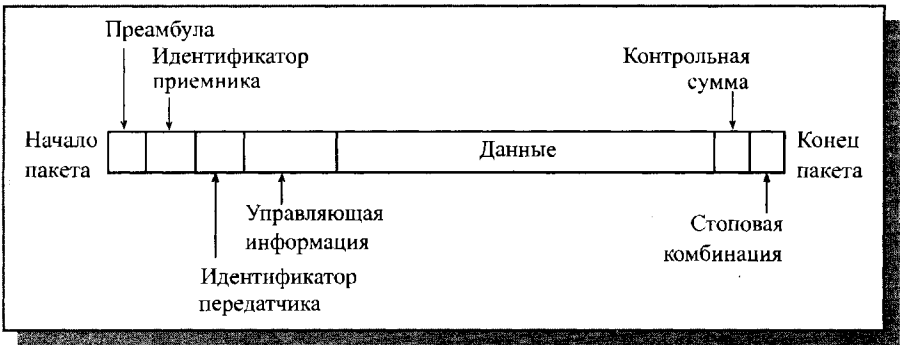 Преамбула
Идентификатор
приемника
Контрольная
сумма
Начало
пакета
Данные
Конец
пакета
Управляющая
информация
Стоповая
комбинация
Идентификатор
передатчика